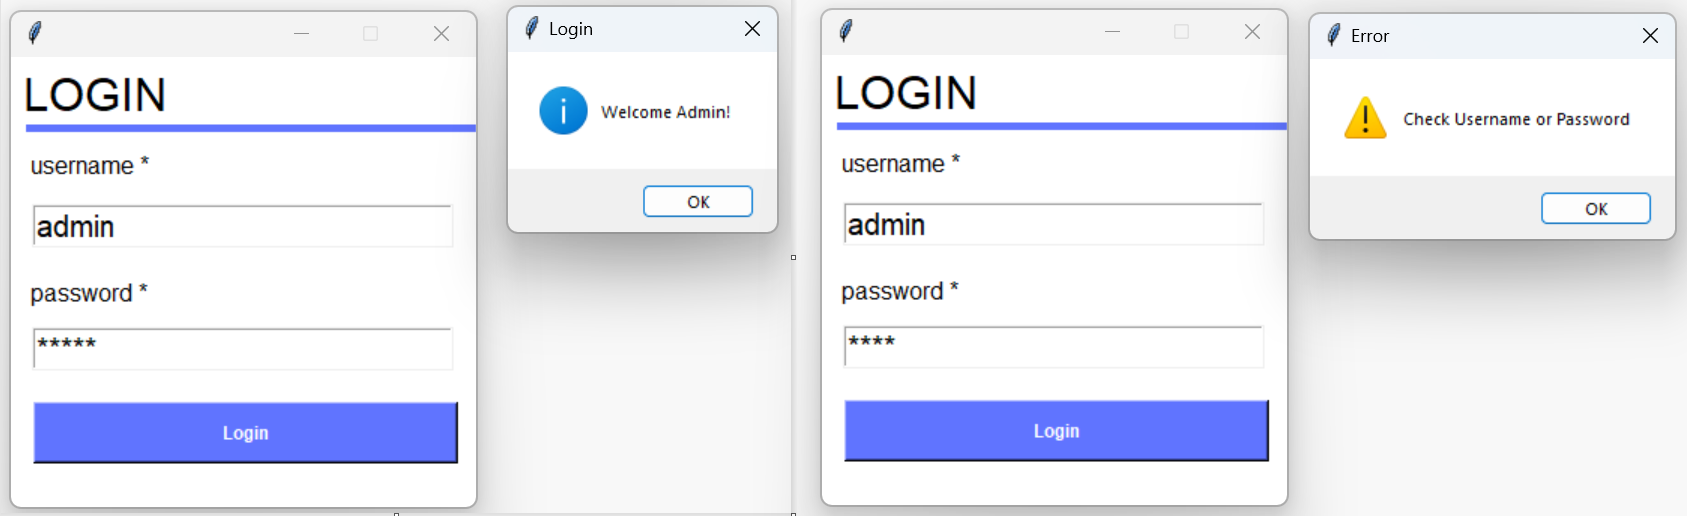 LOGIN
username *
admin
password *
*****
Login
Login
Welcome Admin!
OK
LOGIN
username *
admin
password *
****
Login
Error
Check Username or Password
OK